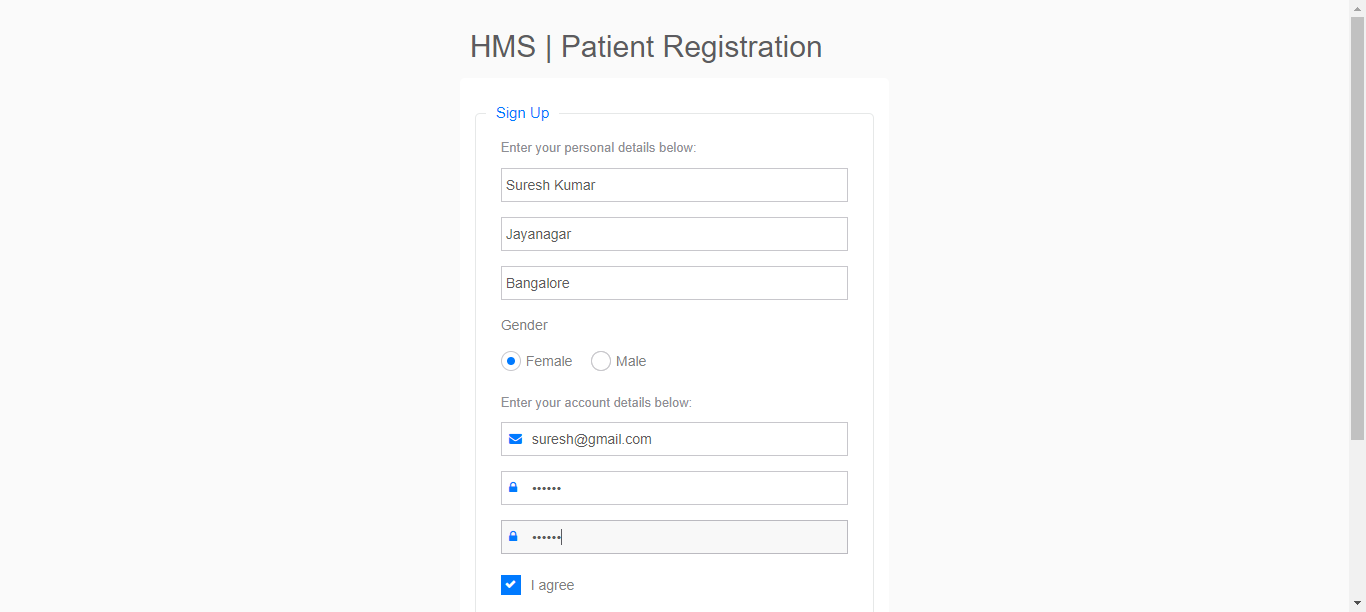 HMS | Patient Registration
Sign Up
Enter your personal details below:
Suresh Kumar
Jayanagar
Bangalore
Gender
Female Male
Enter your account details below:
suresh@gmail.com
••••••
••••••
I agree